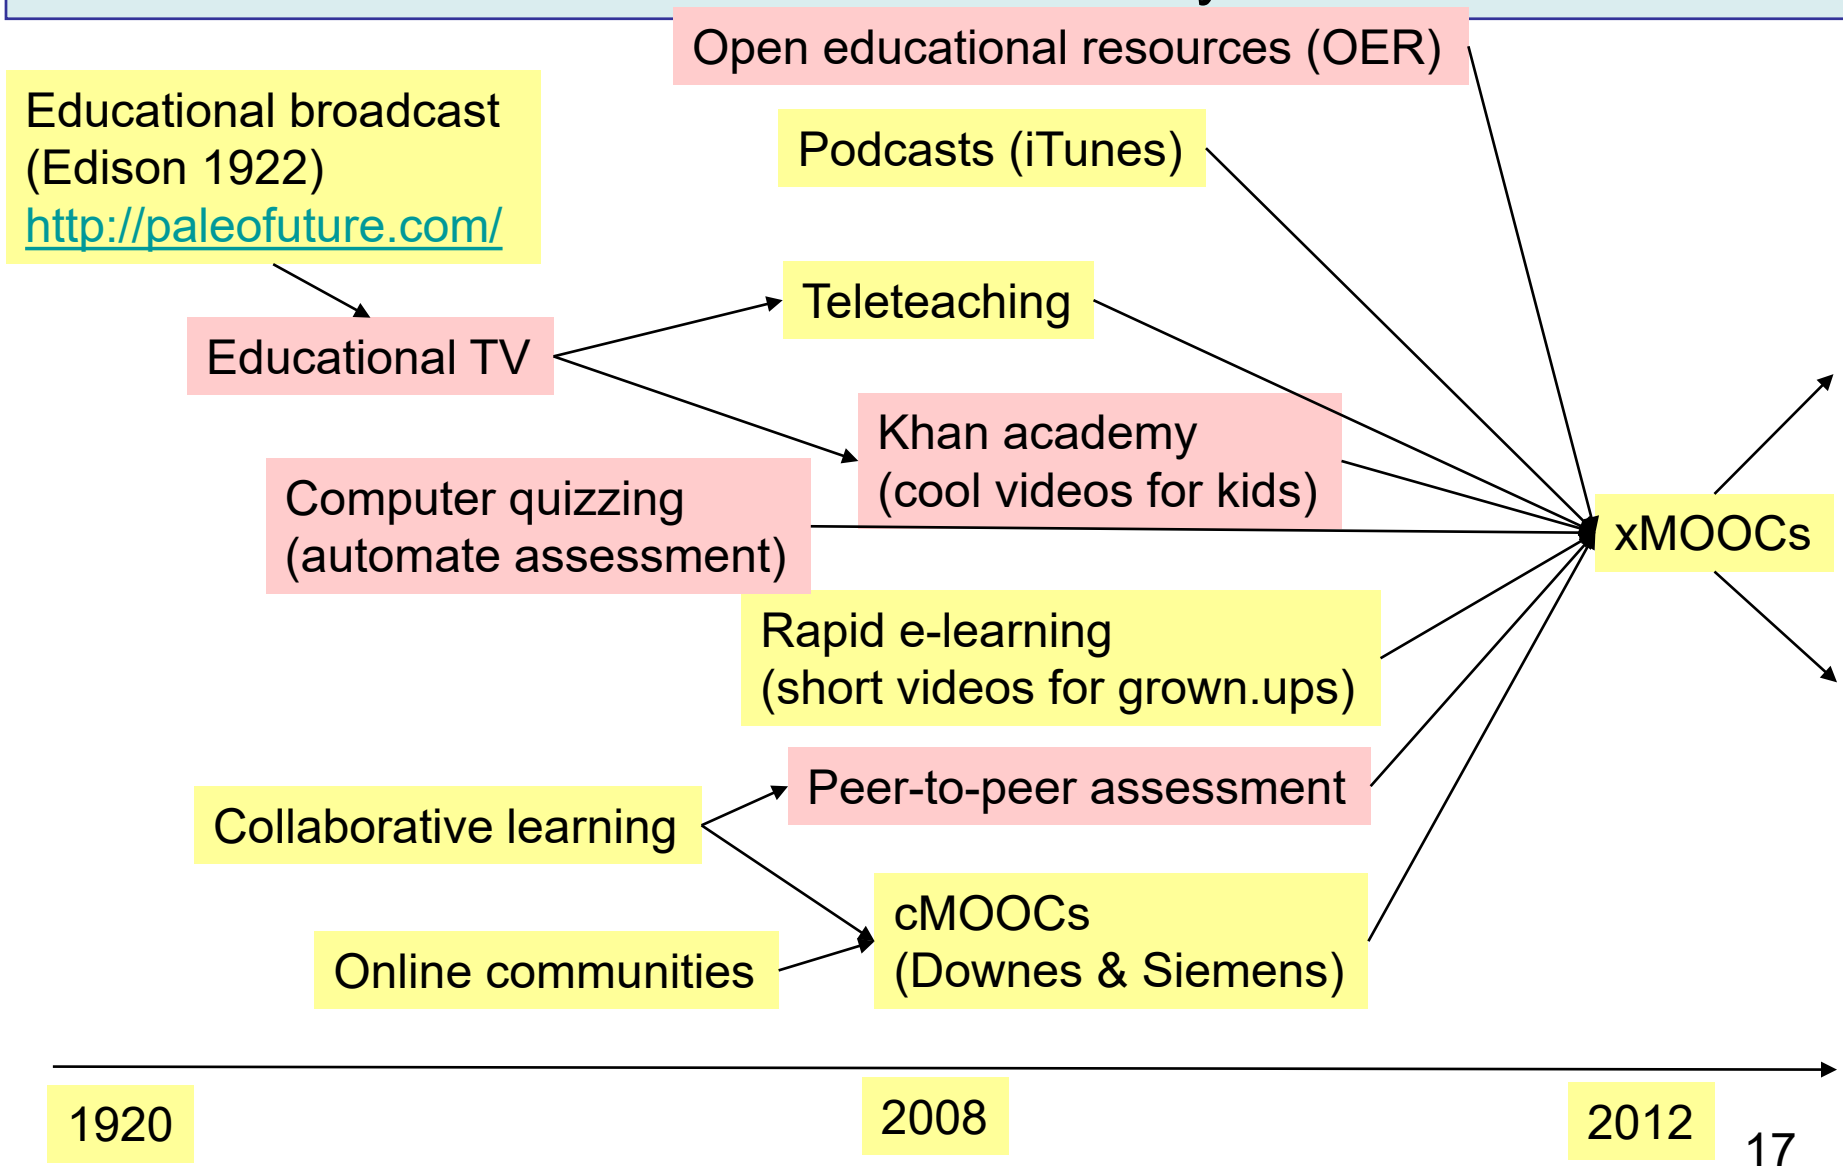 Open educational resources (OER)
Educational broadcast
(Edison 1922)
http://paleofuture.com/
Podcasts (iTunes)
Teleteaching
Educational TV
Khan academy
(cool videos for kids)
Computer quizzing
(automate assessment)
xMOOCs
Rapid e-learning
(short videos for grown.ups)
Peer-to-peer assessment
Collaborative learning
cMOOCs
(Downes & Siemens)
Online communities
1920
2008
2012
17